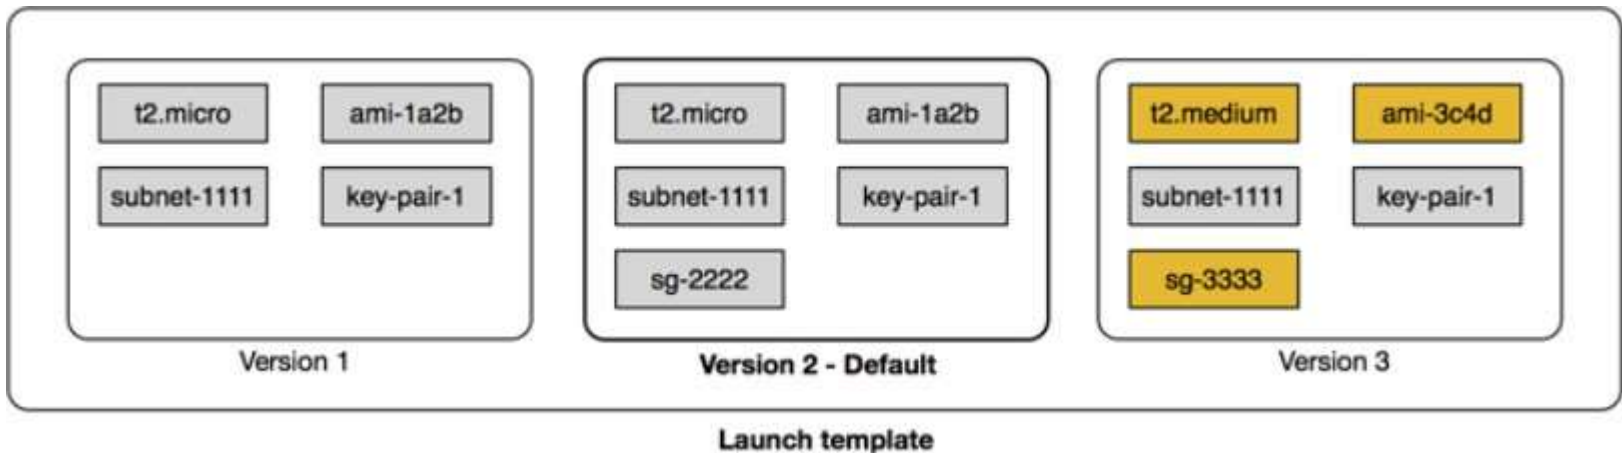 t2.micro ami-1a2b
subnet-1111 key-pair-1
Version 1
t2.micro ami-1a2b
subnet-1111 key-pair-1
sg-2222
Version 2 - Default
t2.medium ami-3c4d
subnet-1111 key-pair-1
sg-3333
Version 3
Launch template